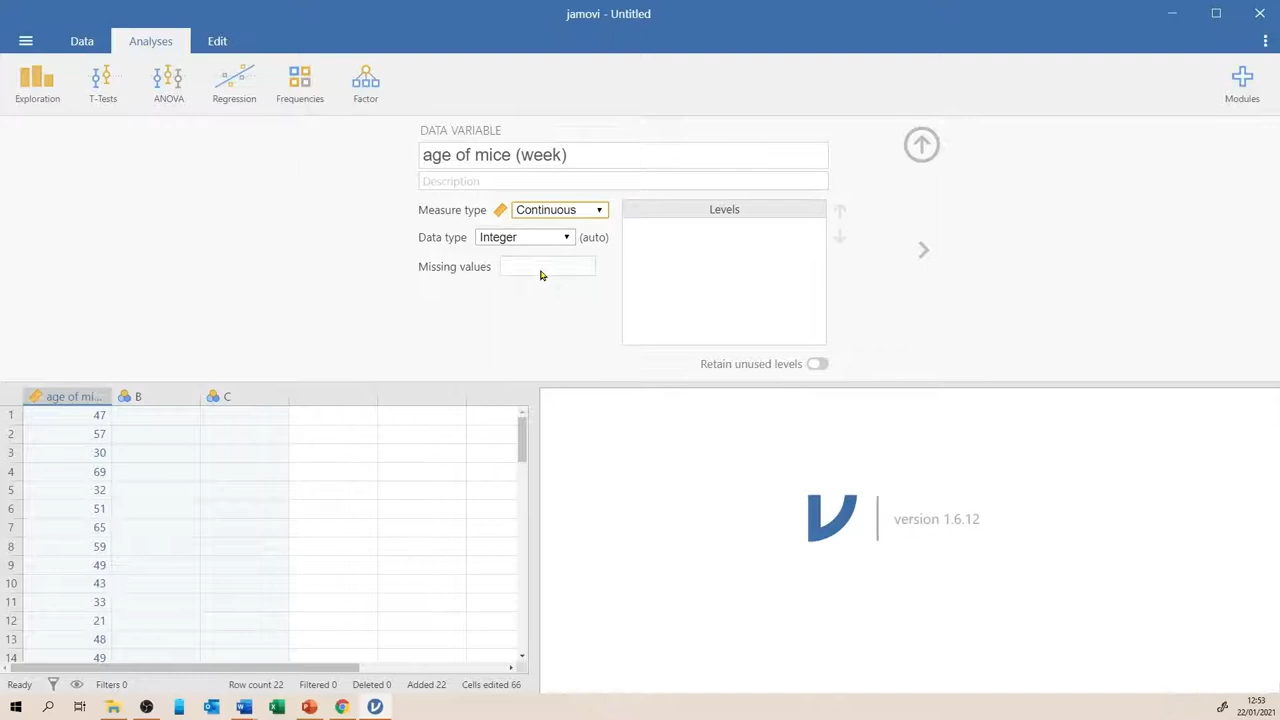 jamovi - Untitled
Data Analyses Edit
Exploration T-Tests ANOVA Regression Frequencies Factor Modules
DATA VARIABLE
age of mice (week)
Description
Measure type Continuous
Levels
Data type Integer (auto)
Missing values
Retain unused levels
age of mi... B C
1 47
2 57
3 30
4 69
5 32
6 51
7 65
8 59
9 49
10 43
11 33
12 21
13 48
14 49
version 1.6.12
Ready Filters 0 Row count 22 Filtered 0 Deleted 0 Added 22 Cells edited 66
12:53
22/01/2021